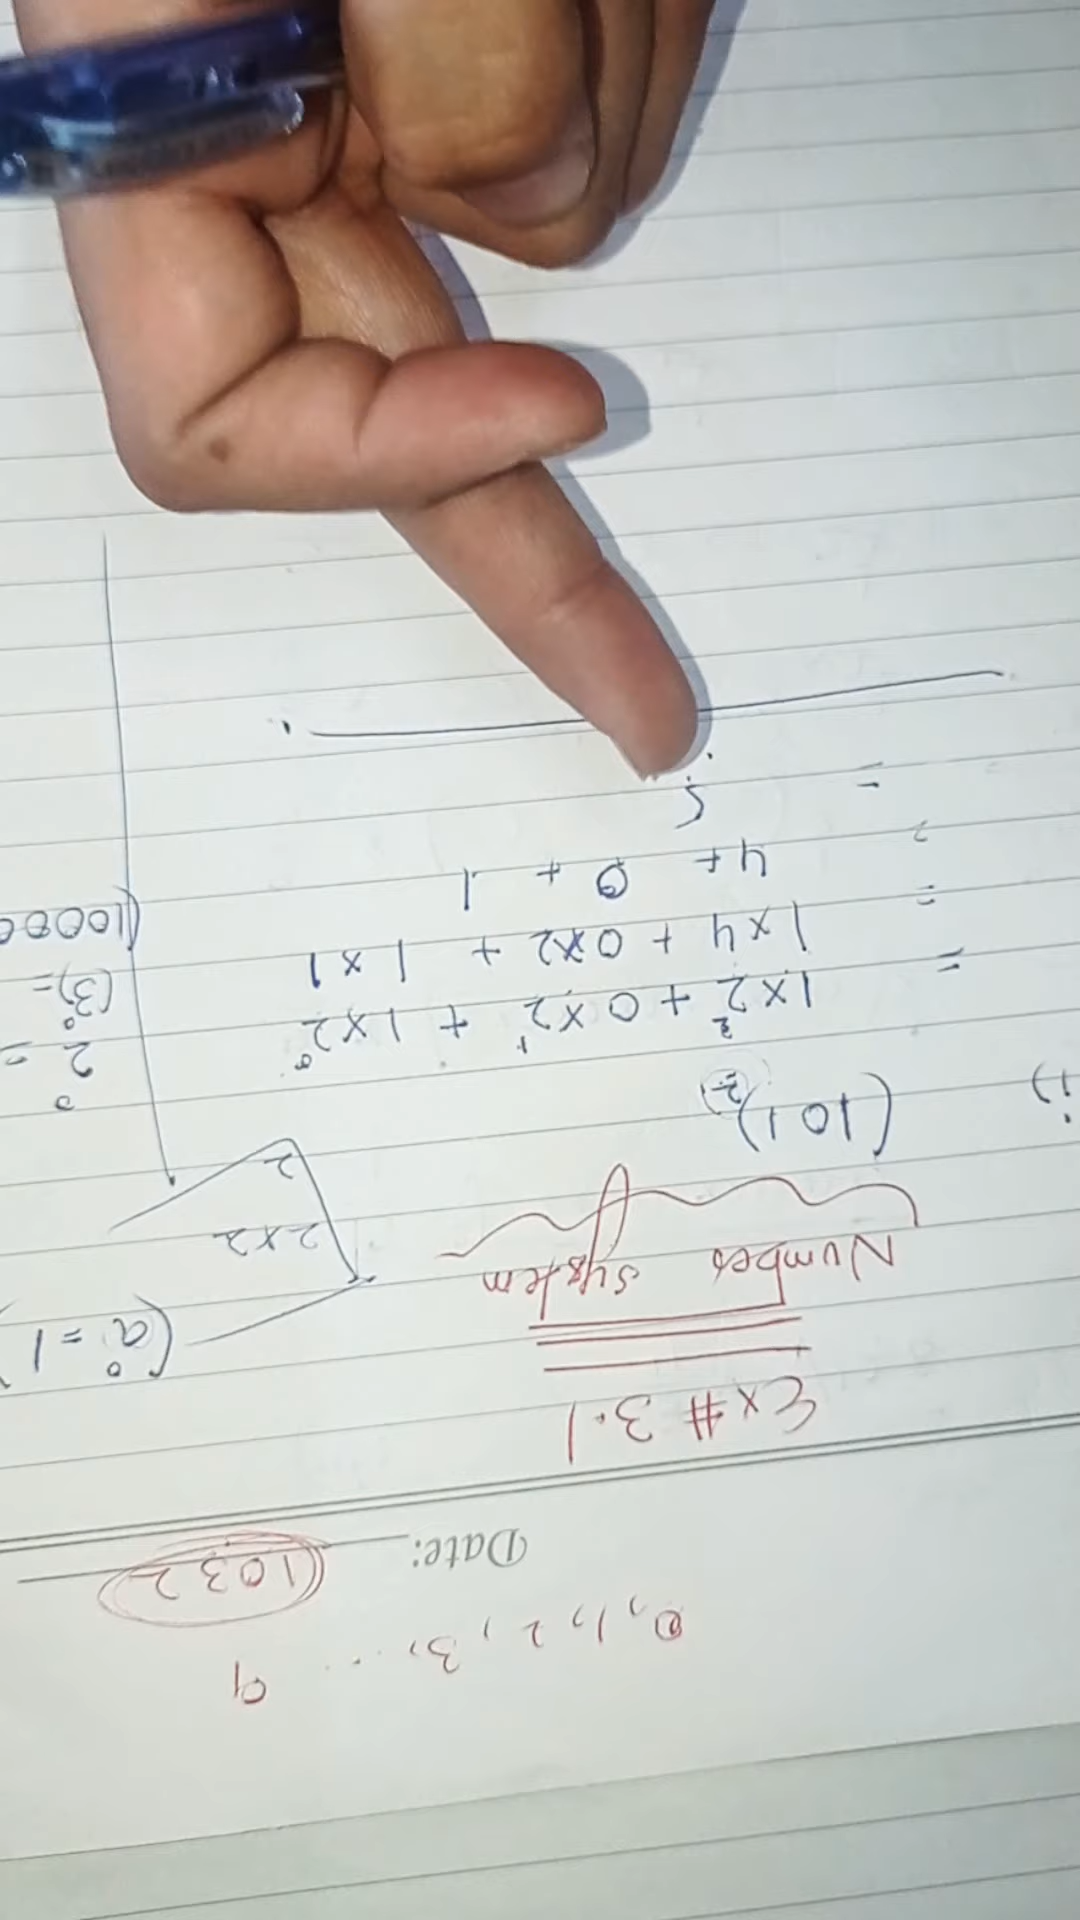 0, 1, 2, 3, ... 9
Date: (1032
Ex # 3.1
Number system
(a⁰ = 1
2×2
2
i) (101)₂
= 1×2² + 0×2¹ + 1×2⁰
= 1×4 + 0×2 + 1×1
= 4+ 0 + 1
= 5
2⁰ =
(3)⁰ =
(1000